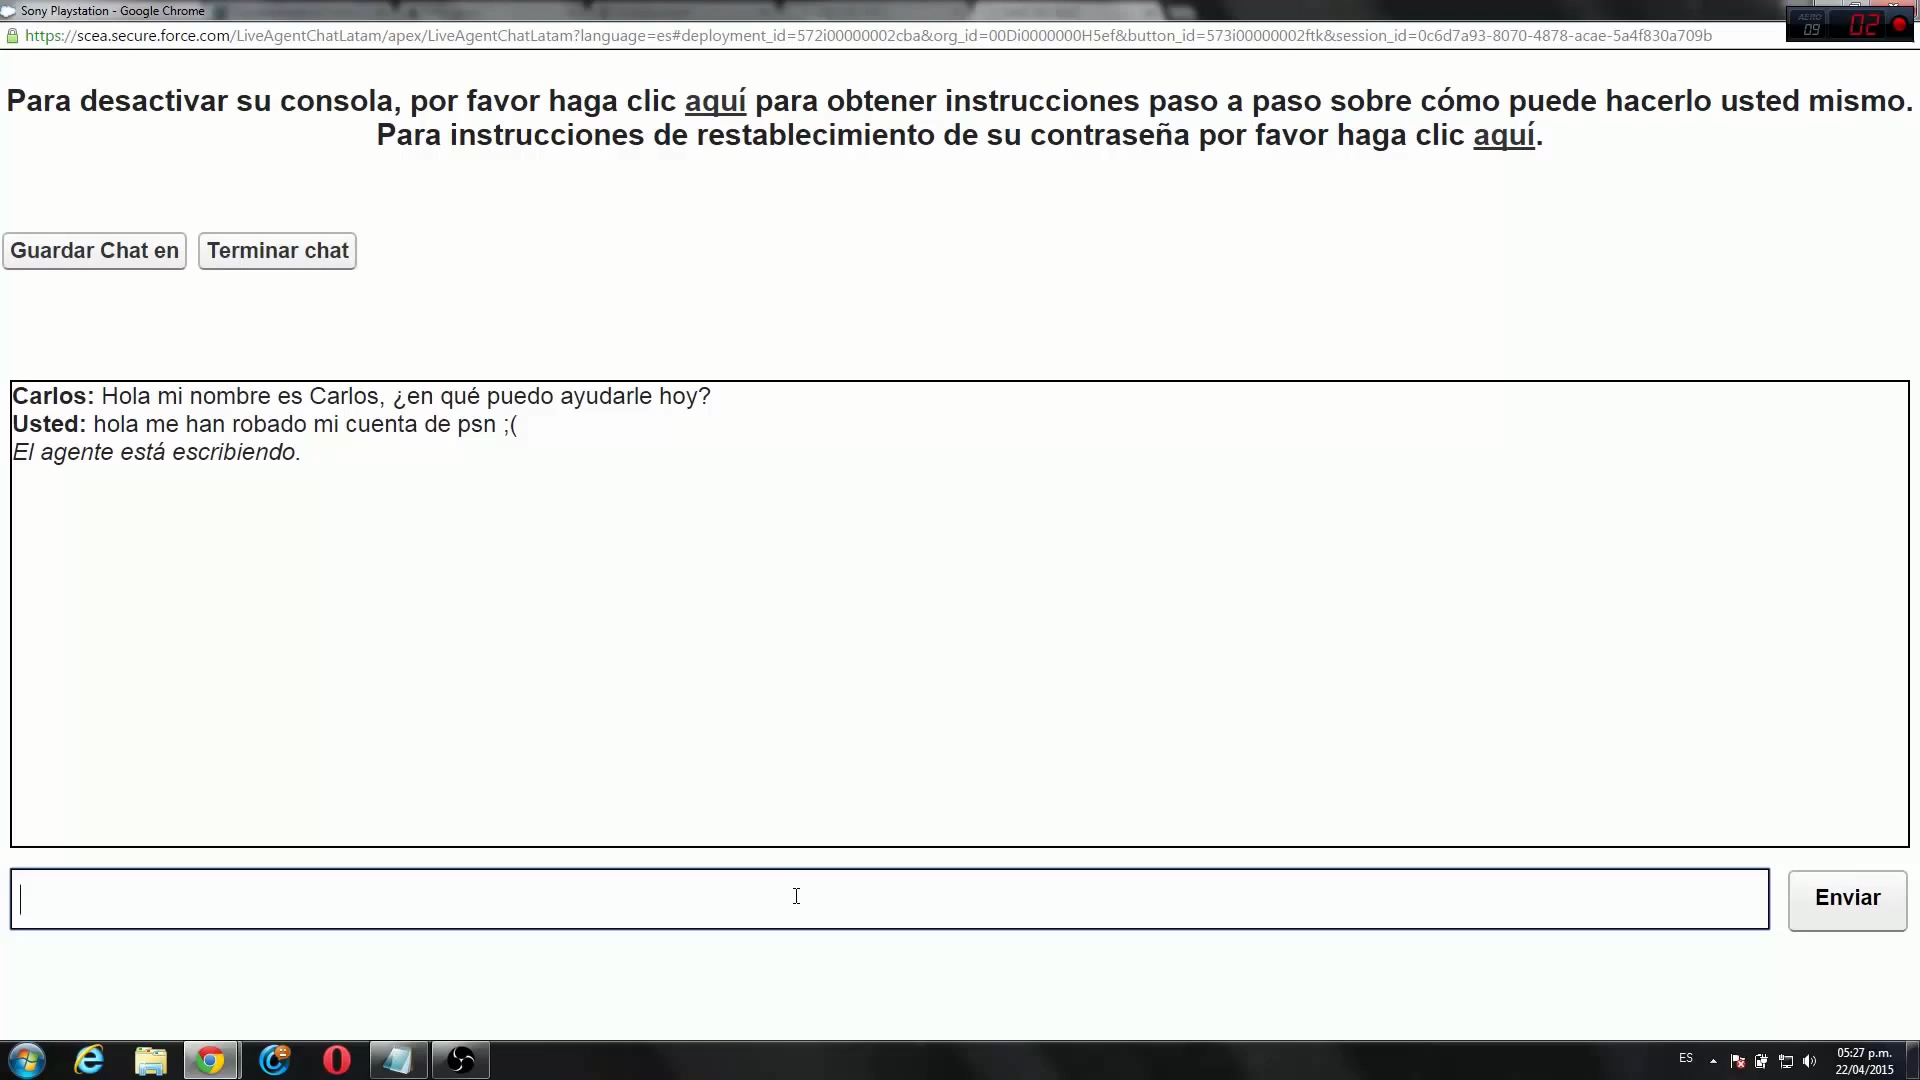 Sony Playstation - Google Chrome
https://scea.secure.force.com/LiveAgentChatLatam/apex/LiveAgentChatLatam?language=es#deployment_id=572i00000002cba&org_id=00Di0000000H5ef&button_id=573i00000002ftk&session_id=0c6d7a93-8070-4878-acae-5a4f830a709b
AERO
09 02
Para desactivar su consola, por favor haga clic aquí para obtener instrucciones paso a paso sobre cómo puede hacerlo usted mismo.
Para instrucciones de restablecimiento de su contraseña por favor haga clic aquí.
Guardar Chat en Terminar chat
Carlos: Hola mi nombre es Carlos, ¿en qué puedo ayudarle hoy?
Usted: hola me han robado mi cuenta de psn ;(
El agente está escribiendo.
Enviar
ES
05:27 p.m.
22/04/2015